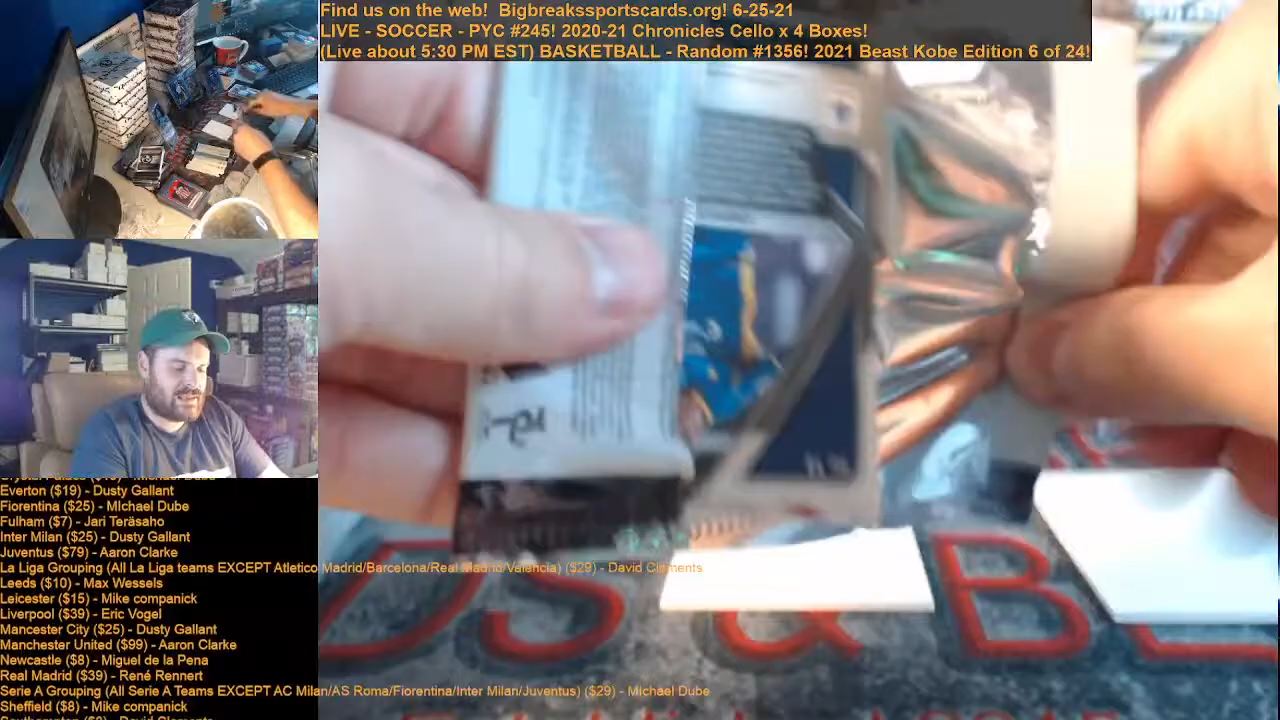 Find us on the web!  Bigbreakssportscards.org! 6-25-21
LIVE - SOCCER - PYC #245! 2020-21 Chronicles Cello x 4 Boxes!
(Live about 5:30 PM EST) BASKETBALL - Random #1356! 2021 Beast Kobe Edition 6 of 24!
Everton ($19) - Dusty Gallant
Fiorentina ($25) - MIchael Dube
Fulham ($7) - Jari Teräsaho
Inter Milan ($25) - Dusty Gallant
Juventus ($79) - Aaron Clarke
La Liga Grouping (All La Liga teams EXCEPT Atletico Madrid/Barcelona/Real Madrid/Valencia) ($29) - David Clements
Leeds ($10) - Max Wessels
Leicester ($15) - Mike companick
Liverpool ($39) - Eric Vogel
Mancester City ($25) - Dusty Gallant
Manchester United ($99) - Aaron Clarke
Newcastle ($8) - Miguel de la Pena
Real Madrid ($39) - René Rennert
Serie A Grouping (All Serie A Teams EXCEPT AC Milan/AS Roma/Fiorentina/Inter Milan/Juventus) ($29) - Michael Dube
Sheffield ($8) - Mike companick
DS & B